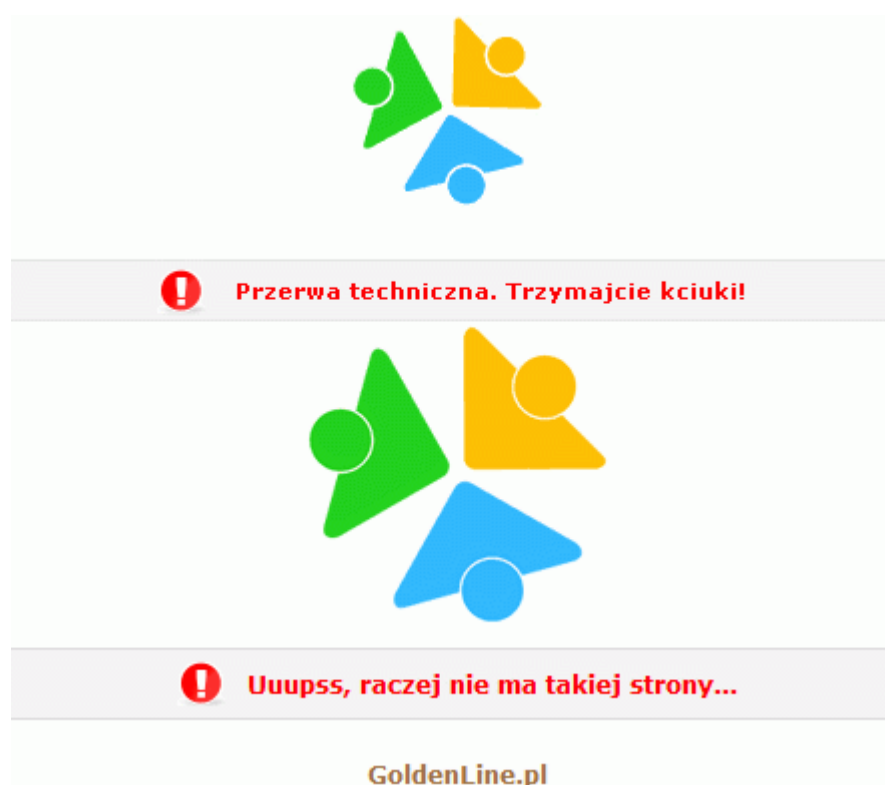 Przerwa techniczna. Trzymajcie kciuki!
Uuupss, raczej nie ma takiej strony...
GoldenLine.pl